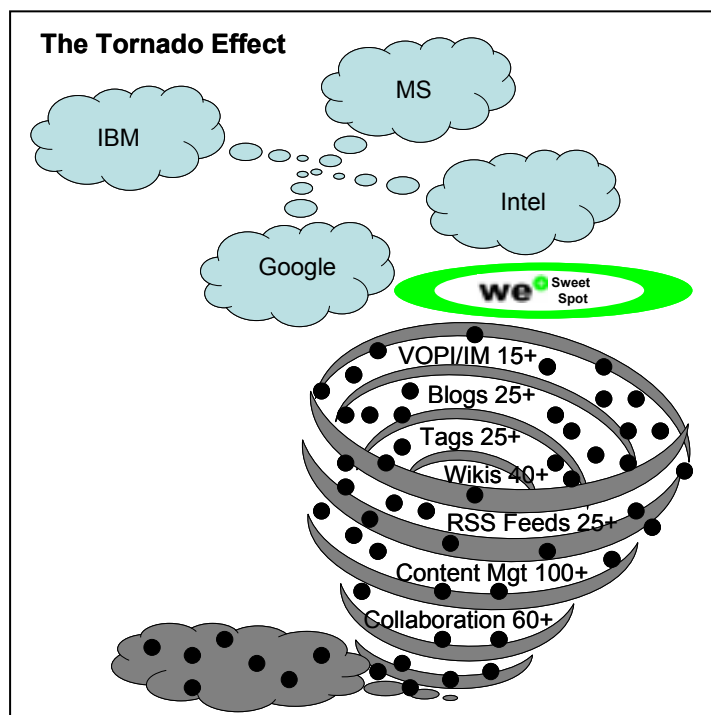 The Tornado Effect
MS
IBM
Intel
Google
we Sweet
Spot
VOPI/IM 15+
Blogs 25+
Tags 25+
Wikis 40+
RSS Feeds 25+
Content Mgt 100+
Collaboration 60+